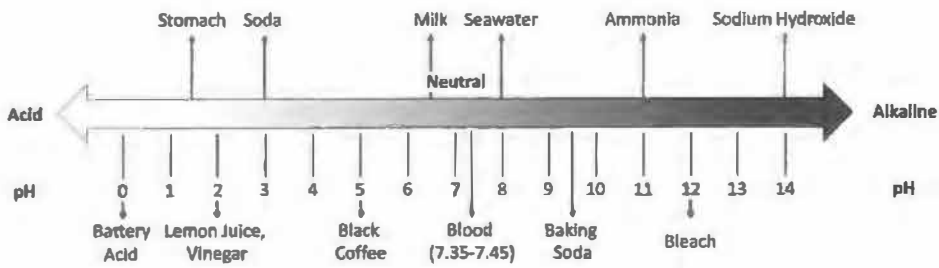 Stomach Soda Milk Seawater Ammonia Sodium Hydroxide
Neutral
Acid Alkaline
pH 0 1 2 3 4 5 6 7 8 9 10 11 12 13 14 pH
Battery Acid
Lemon Juice, Vinegar
Black Coffee
Blood (7.35-7.45)
Baking Soda
Bleach